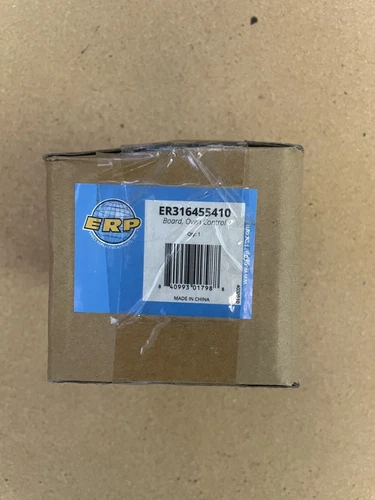 ERP
ER316455410
Board, Oven Control
Qty: 1
8 40993 01798 8
MADE IN CHINA